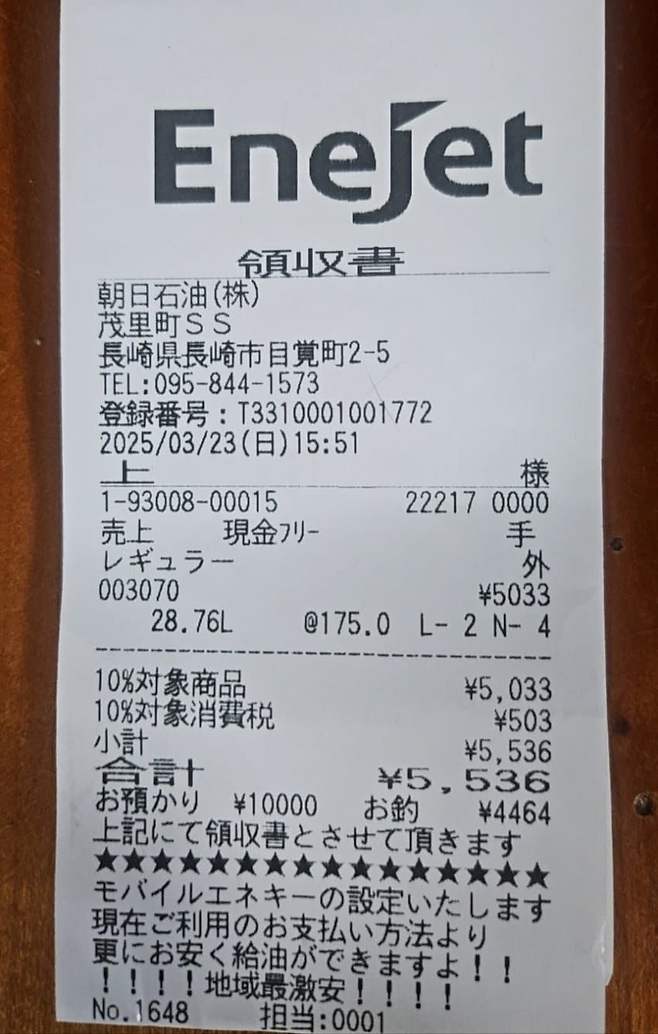 Enejet
領収書
朝日石油(株)
茂里町SS
長崎県長崎市目覚町2-5
TEL:095-844-1573
登録番号:T3310001001772
2025/03/23(日)15:51
上 様
1-93008-00015 22217 0000
売上 現金フリー 手
レギュラー 外
003070 ¥5033
28.76L @175.0 L- 2 N- 4
10%対象商品 ¥5,033
10%対象消費税 ¥503
小計 ¥5,536
合計 ¥5,536
お預かり ¥10000 お釣 ¥4464
上記にて領収書とさせて頂きます
★★★★★★★★★★★★★★★★
モバイルエネキーの設定いたします
現在ご利用のお支払い方法より
更にお安く給油ができますよ!!
!!!!地域最激安!!!!
No.1648 担当:0001